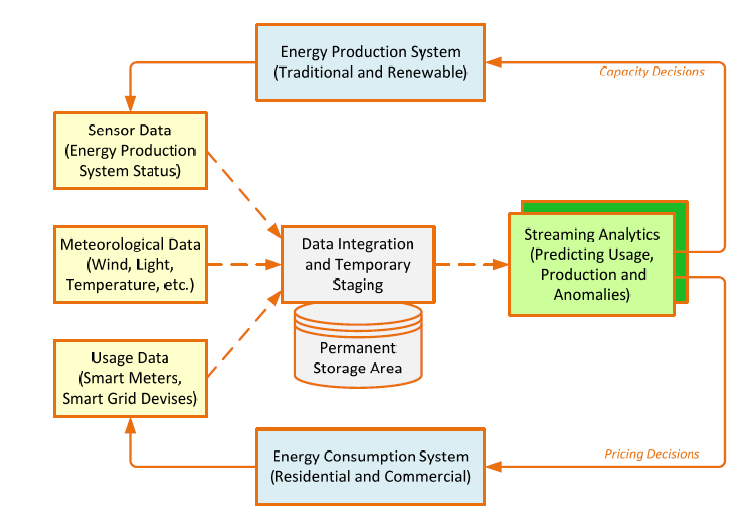 Energy Production System
(Traditional and Renewable)
Capacity Decisions
Sensor Data
(Energy Production
System Status)
Meteorological Data
(Wind, Light,
Temperature, etc.)
Data Integration
and Temporary
Staging
Streaming Analytics
(Predicting Usage,
Production and
Anomalies)
Permanent
Storage Area
Usage Data
(Smart Meters,
Smart Grid Devises)
Energy Consumption System
(Residential and Commercial)
Pricing Decisions